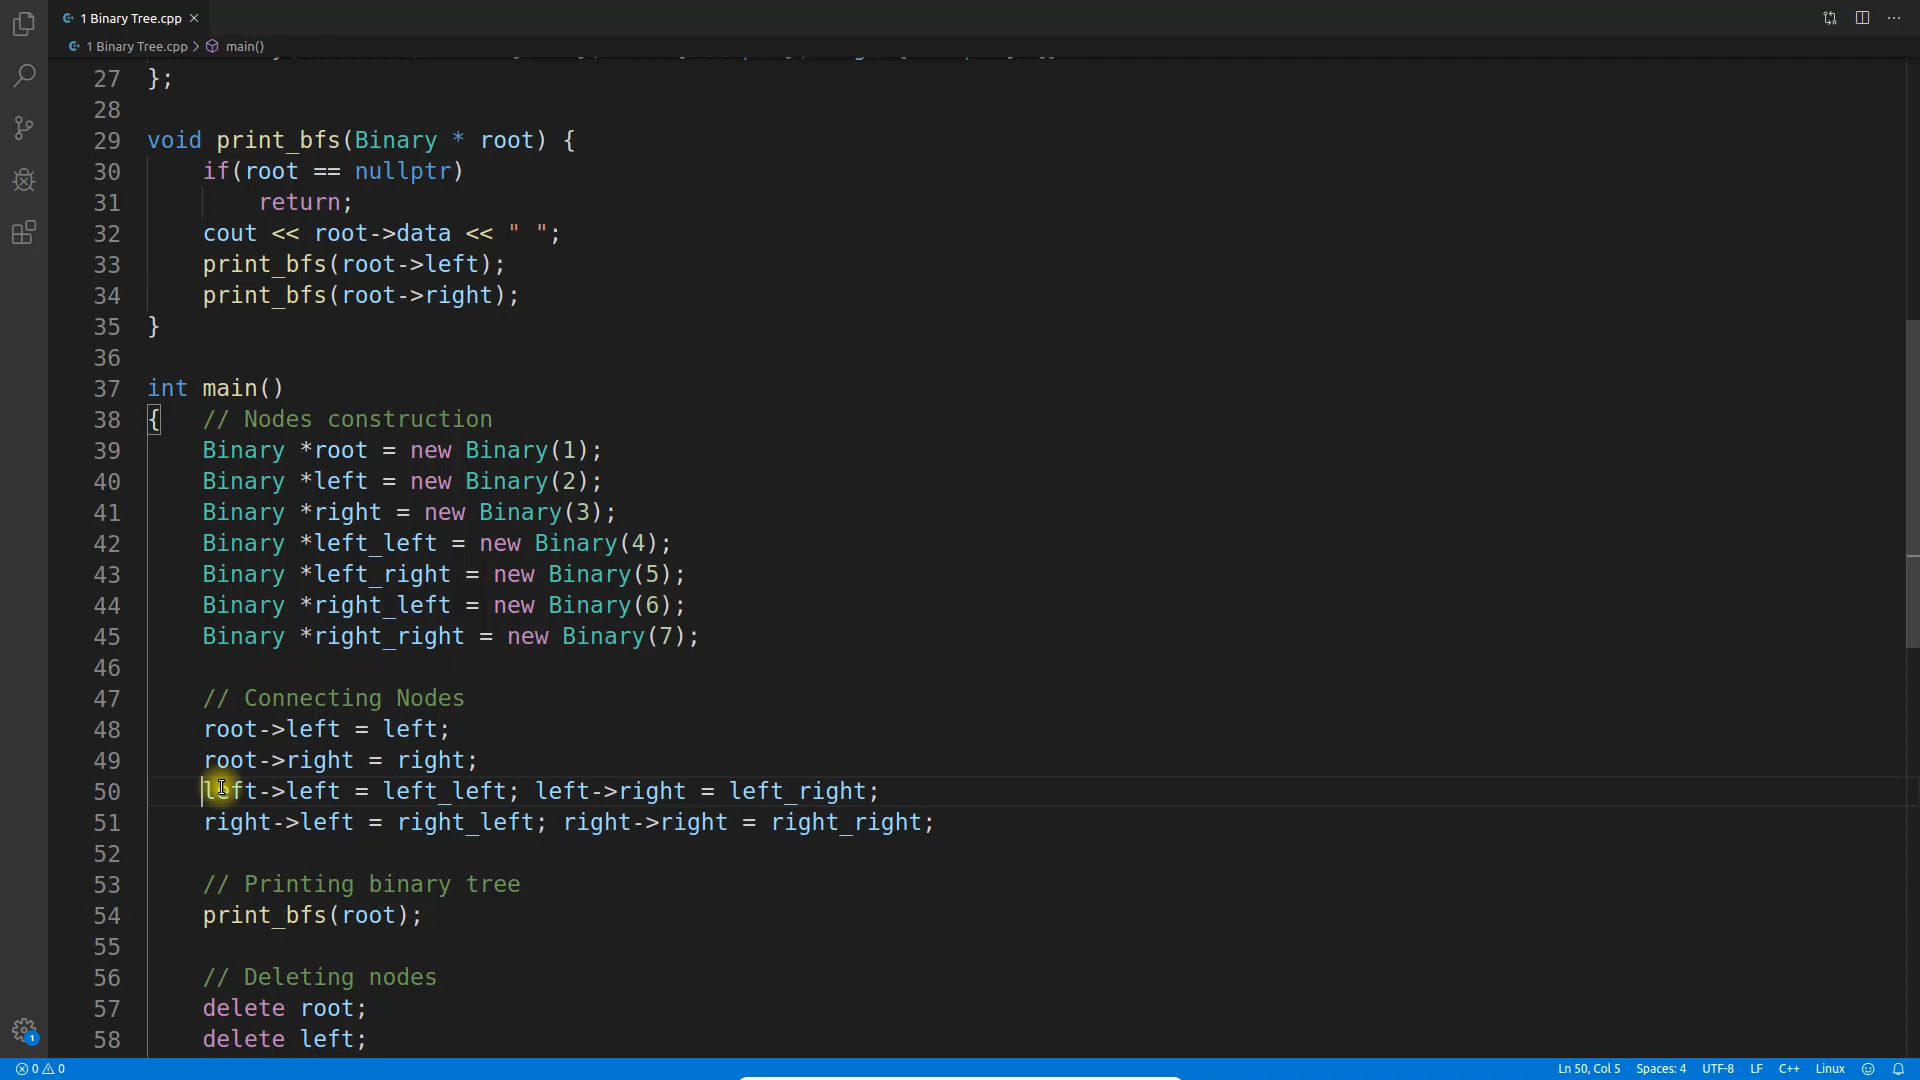 1 Binary Tree.cpp
1 Binary Tree.cpp > main()
27 };
28
29 void print_bfs(Binary * root) {
30     if(root == nullptr)
31         return;
32     cout << root->data << " ";
33     print_bfs(root->left);
34     print_bfs(root->right);
35 }
36
37 int main()
38 {   // Nodes construction
39     Binary *root = new Binary(1);
40     Binary *left = new Binary(2);
41     Binary *right = new Binary(3);
42     Binary *left_left = new Binary(4);
43     Binary *left_right = new Binary(5);
44     Binary *right_left = new Binary(6);
45     Binary *right_right = new Binary(7);
46
47     // Connecting Nodes
48     root->left = left;
49     root->right = right;
50     left->left = left_left; left->right = left_right;
51     right->left = right_left; right->right = right_right;
52
53     // Printing binary tree
54     print_bfs(root);
55
56     // Deleting nodes
57     delete root;
58     delete left;
1
0 0 Ln 50, Col 5 Spaces: 4 UTF-8 LF C++ Linux